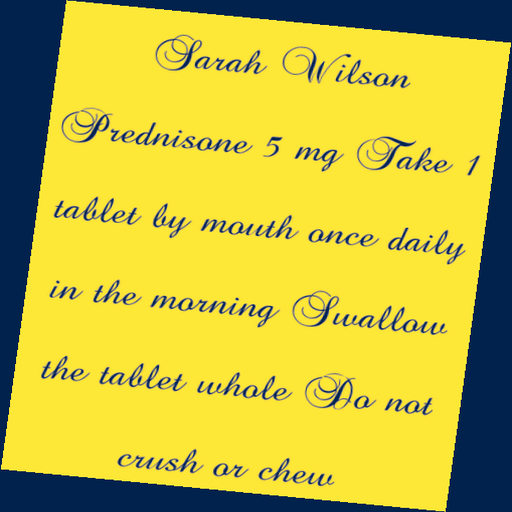 Sarah Wilson
Prednisone 5 mg Take 1
tablet by mouth once daily
in the morning Swallow
the tablet whole Do not
crush or chew